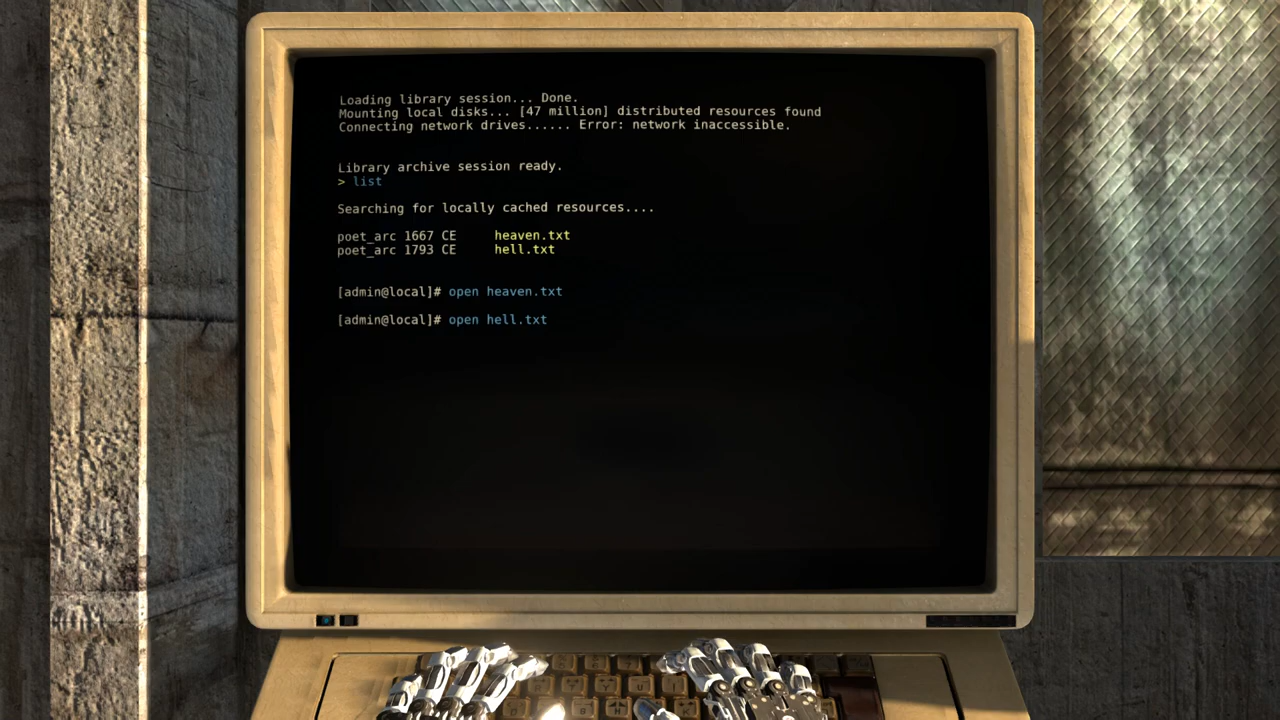 Loading library session... Done.
Mounting local disks... [47 million] distributed resources found
Connecting network drives...... Error: network inaccessible.
Library archive session ready.
> list
Searching for locally cached resources....
poet_arc 1667 CE heaven.txt
poet_arc 1793 CE hell.txt
[admin@local]# open heaven.txt
[admin@local]# open hell.txt